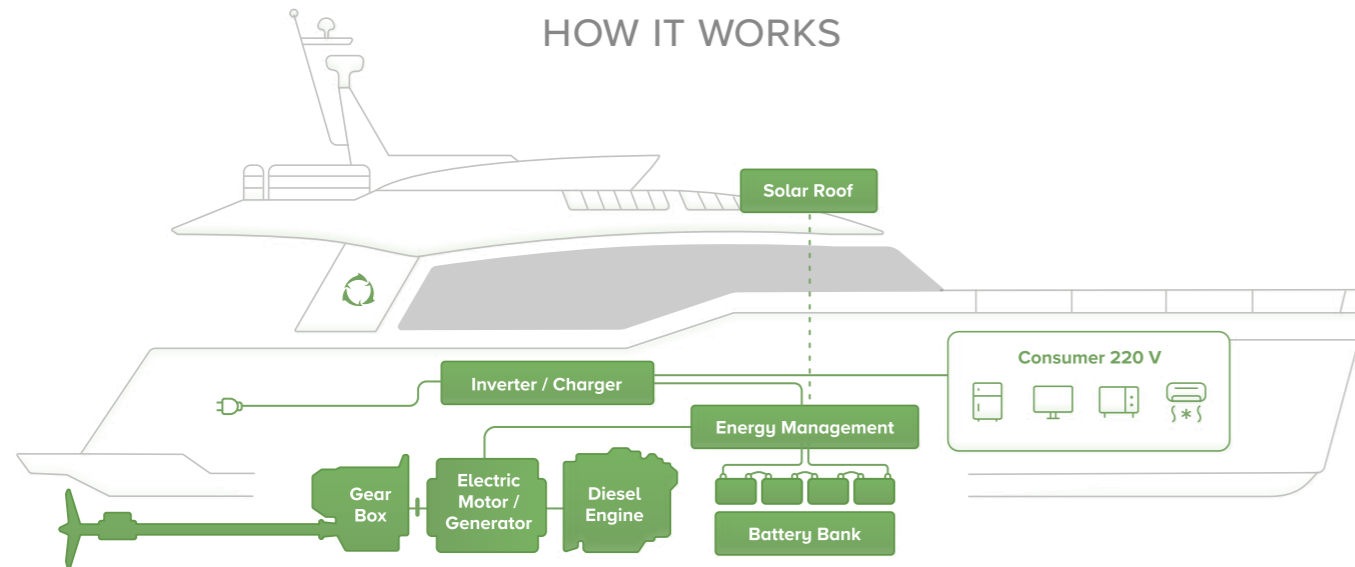 HOW IT WORKS
Solar Roof
Inverter / Charger
Consumer 220 V
Energy Management
Gear
Box
Electric
Motor /
Generator
Diesel
Engine
Battery Bank